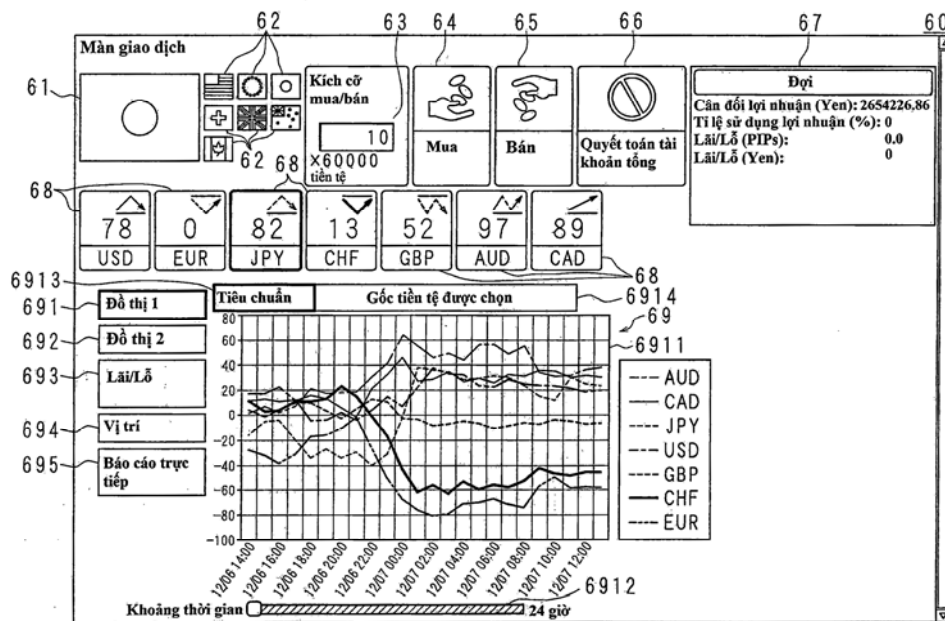 62 63 64 65 66 67 60
Màn giao dịch
61
62
Kích cỡ
mua/bán
10
×60000
tiền tệ
Mua
Bán
Quyết toán tài
khoản tổng
Đợi
Cân đối lợi nhuận (Yen): 2654226,86
Tỉ lệ sử dụng lợi nhuận (%): 0
Lãi/Lỗ (PIPs): 0.0
Lãi/Lỗ (Yen): 0
68 68
78 0 82 13 52 97 89
USD EUR JPY CHF GBP AUD CAD
68
6913
Tiêu chuẩn
Gốc tiền tệ được chọn
6914
691
Đồ thị 1
692
Đồ thị 2
693
Lãi/Lỗ
694
Vị trí
695
Báo cáo trực
tiếp
69
6911
80
60
40
20
0
-20
-40
-60
-80
-100
AUD
CAD
JPY
USD
GBP
CHF
EUR
12/06 14:00
12/06 16:00
12/06 18:00
12/06 20:00
12/06 22:00
12/07 00:00
12/07 02:00
12/07 04:00
12/07 06:00
12/07 08:00
12/07 10:00
12/07 12:00
6912
Khoảng thời gian
24 giờ